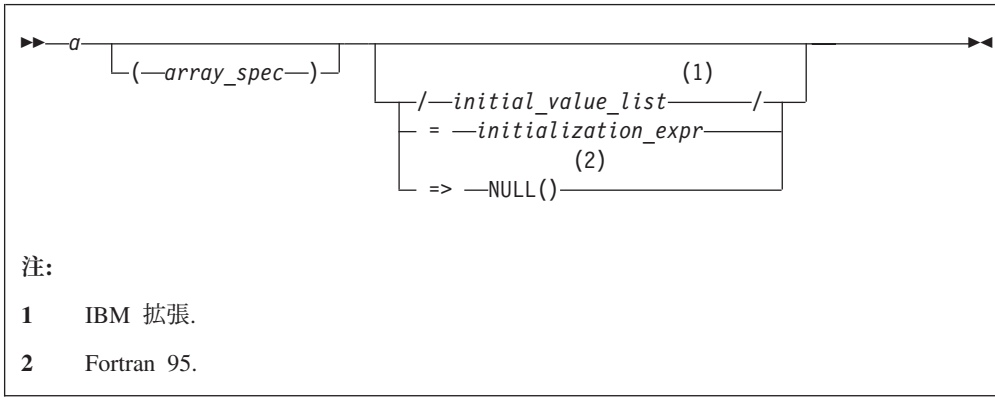 a
(array_spec)
(1)
/initial_value_list/
= initialization_expr
(2)
=> NULL()
注:
1 IBM 拡張.
2 Fortran 95.